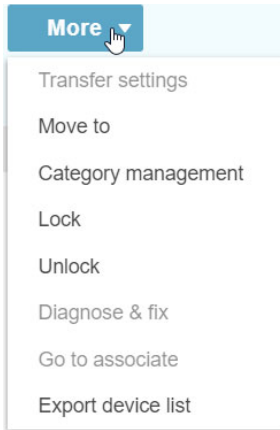 More
Transfer settings
Move to
Category management
Lock
Unlock
Diagnose & fix
Go to associate
Export device list